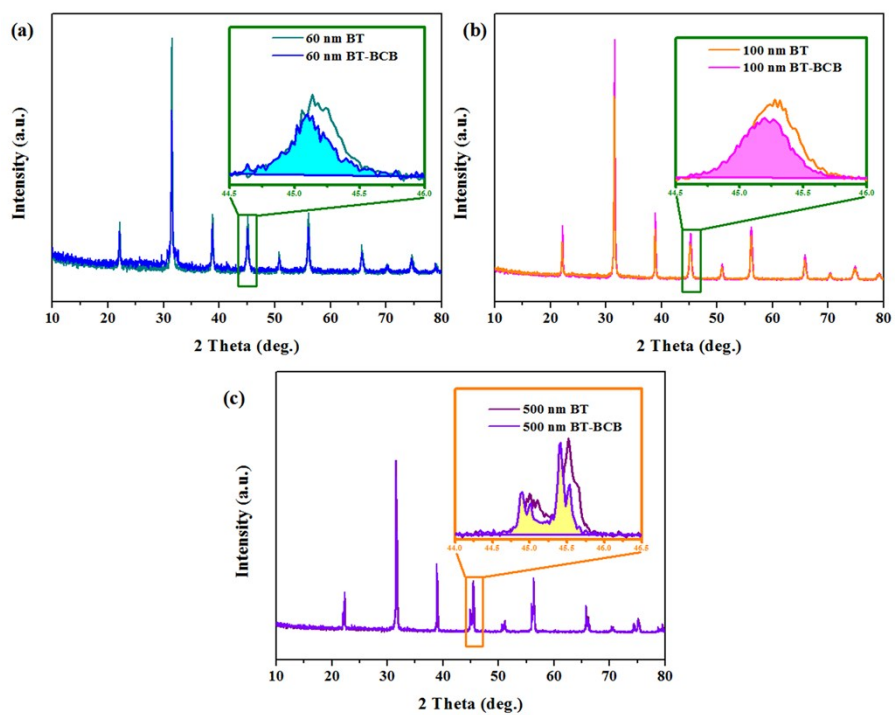 (a)
60 nm BT
60 nm BT-BCB
44.5 45.0 45.5 46.0
Intensity (a.u.)
10 20 30 40 50 60 70 80
2 Theta (deg.)
(b)
100 nm BT
100 nm BT-BCB
44.5 45.0 45.5 46.0
Intensity (a.u.)
10 20 30 40 50 60 70 80
2 Theta (deg.)
(c)
500 nm BT
500 nm BT-BCB
44.0 44.5 45.0 45.5 46.0 46.5
Intensity (a.u.)
10 20 30 40 50 60 70 80
2 Theta (deg.)